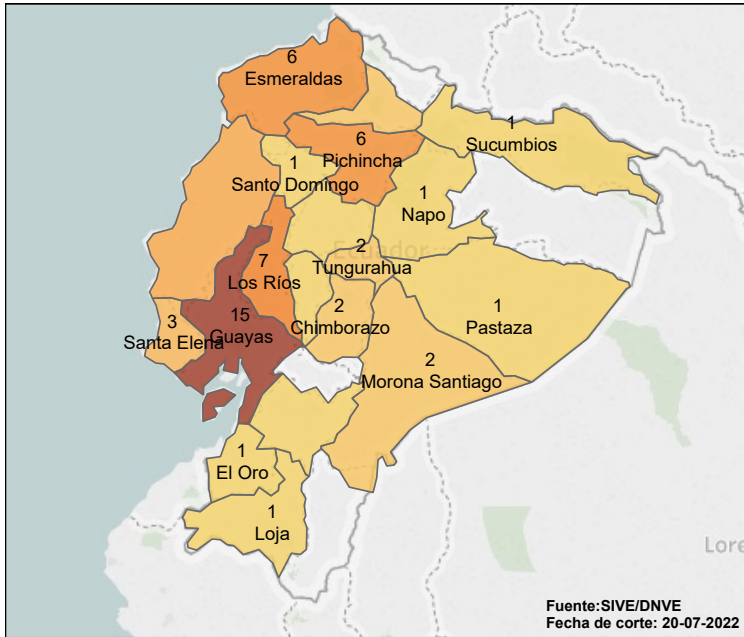 6
Esmeraldas
1
Sucumbios
6
Pichincha
1
Santo Domingo
1
Napo
Ecuador
2
Tungurahua
7
Los Ríos
2
Chimborazo
1
Pastaza
3
Santa Elena
15
Guayas
2
Morona Santiago
1
El Oro
1
Loja
Lore
Fuente:SIVE/DNVE
Fecha de corte: 20-07-2022